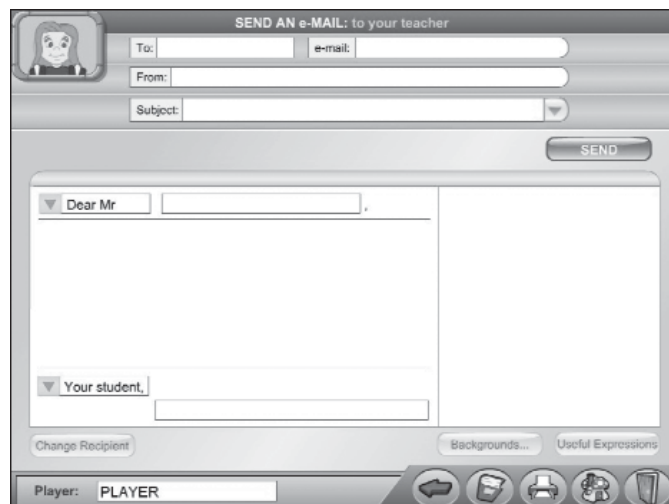 SEND AN e-MAIL: to your teacher
To: e-mail:
From:
Subject:
SEND
Dear Mr ,
Your student,
Change Recipient Backgrounds... Useful Expressions
Player: PLAYER